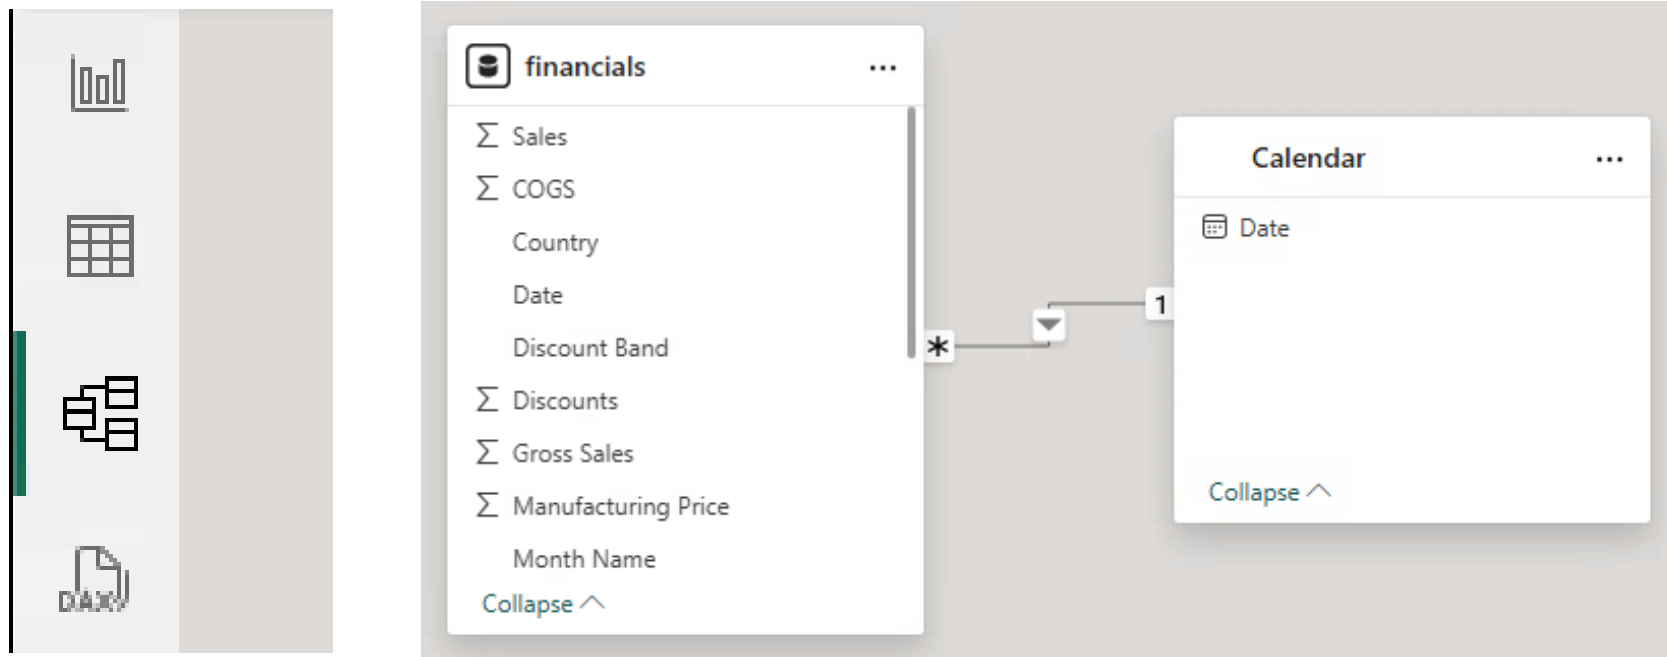 DAX
financials
...
Σ Sales
Σ COGS
Country
Date
Discount Band
Σ Discounts
Σ Gross Sales
Σ Manufacturing Price
Month Name
Collapse
*
1
Calendar
...
Date
Collapse